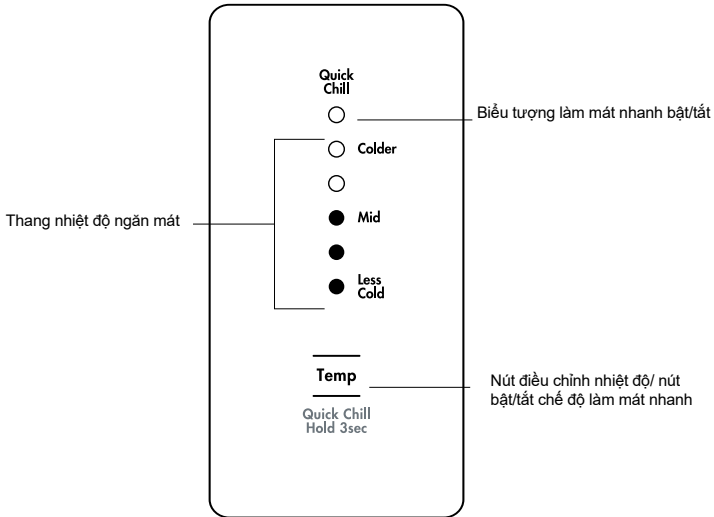 Quick
Chill
Biểu tượng làm mát nhanh bật/tắt
Colder
Thang nhiệt độ ngăn mát
Mid
Less
Cold
Temp
Nút điều chỉnh nhiệt độ/ nút
bật/tắt chế độ làm mát nhanh
Quick Chill
Hold 3sec